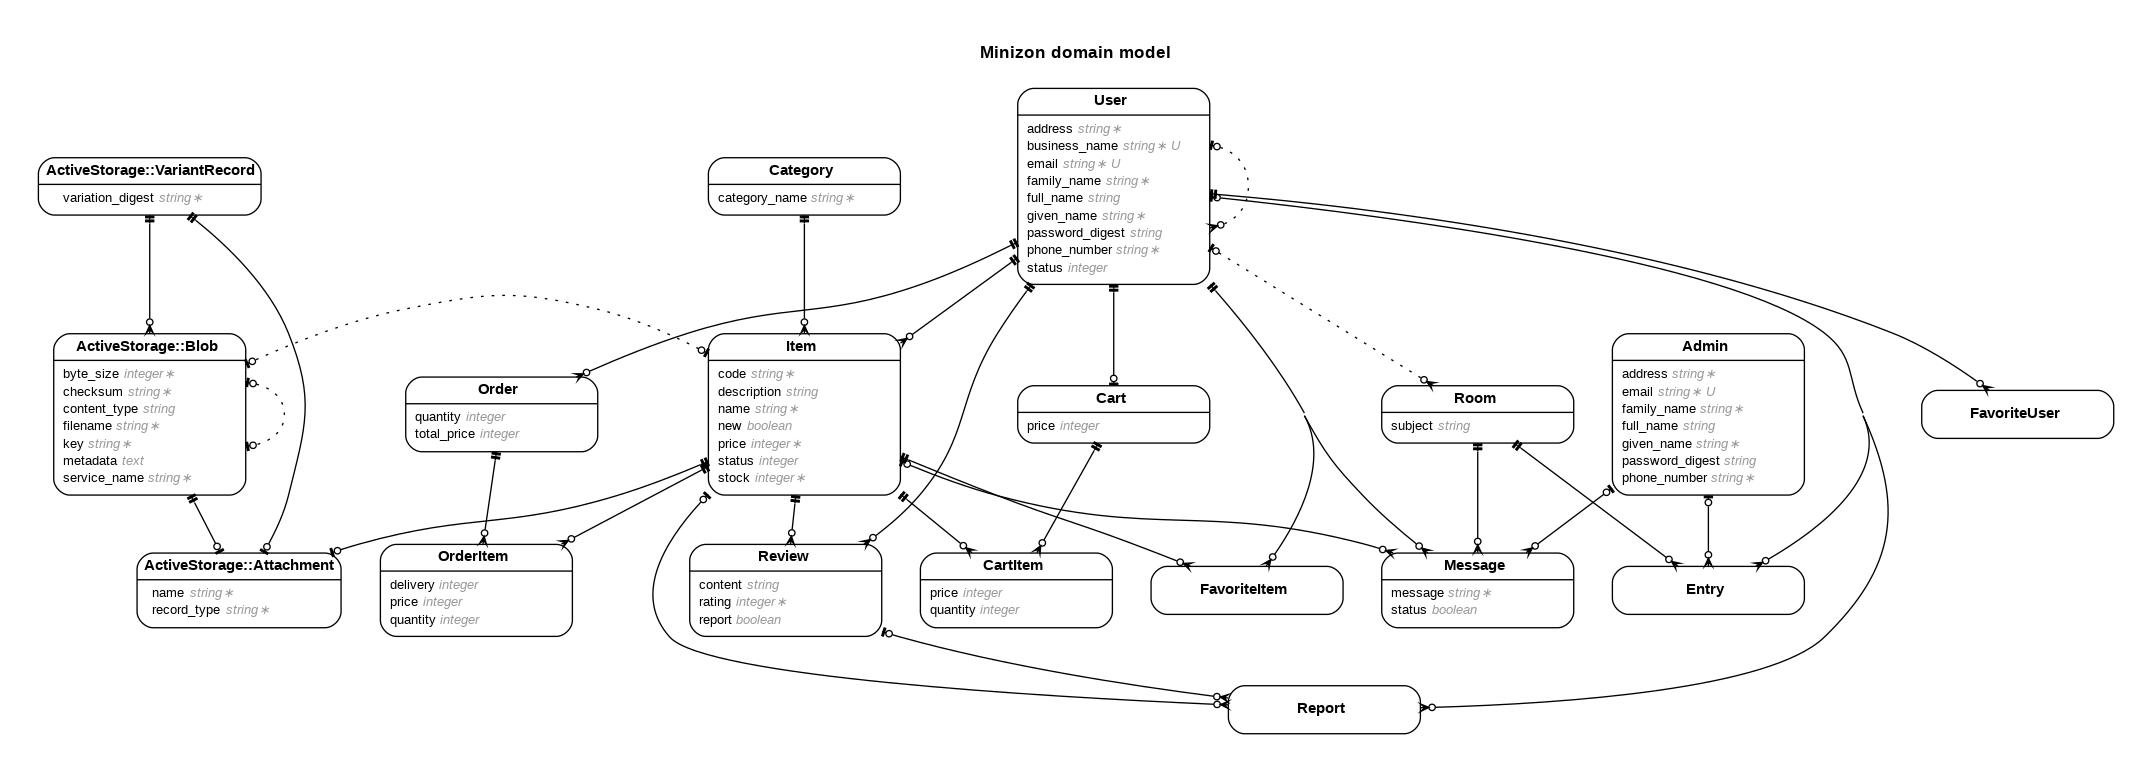 Minizon domain model
User
address string∗
business_name string∗ U
email string∗ U
family_name string∗
full_name string
given_name string∗
password_digest string
phone_number string∗
status integer
ActiveStorage::VariantRecord
variation_digest string∗
Category
category_name string∗
ActiveStorage::Blob
byte_size integer∗
checksum string∗
content_type string
filename string∗
key string∗
metadata text
service_name string∗
Order
quantity integer
total_price integer
Item
code string∗
description string
name string∗
new boolean
price integer∗
status integer
stock integer∗
Cart
price integer
Room
subject string
Admin
address string∗
email string∗ U
family_name string∗
full_name string
given_name string∗
password_digest string
phone_number string∗
FavoriteUser
ActiveStorage::Attachment
name string∗
record_type string∗
OrderItem
delivery integer
price integer
quantity integer
Review
content string
rating integer∗
report boolean
CartItem
price integer
quantity integer
FavoriteItem
Message
message string∗
status boolean
Entry
Report